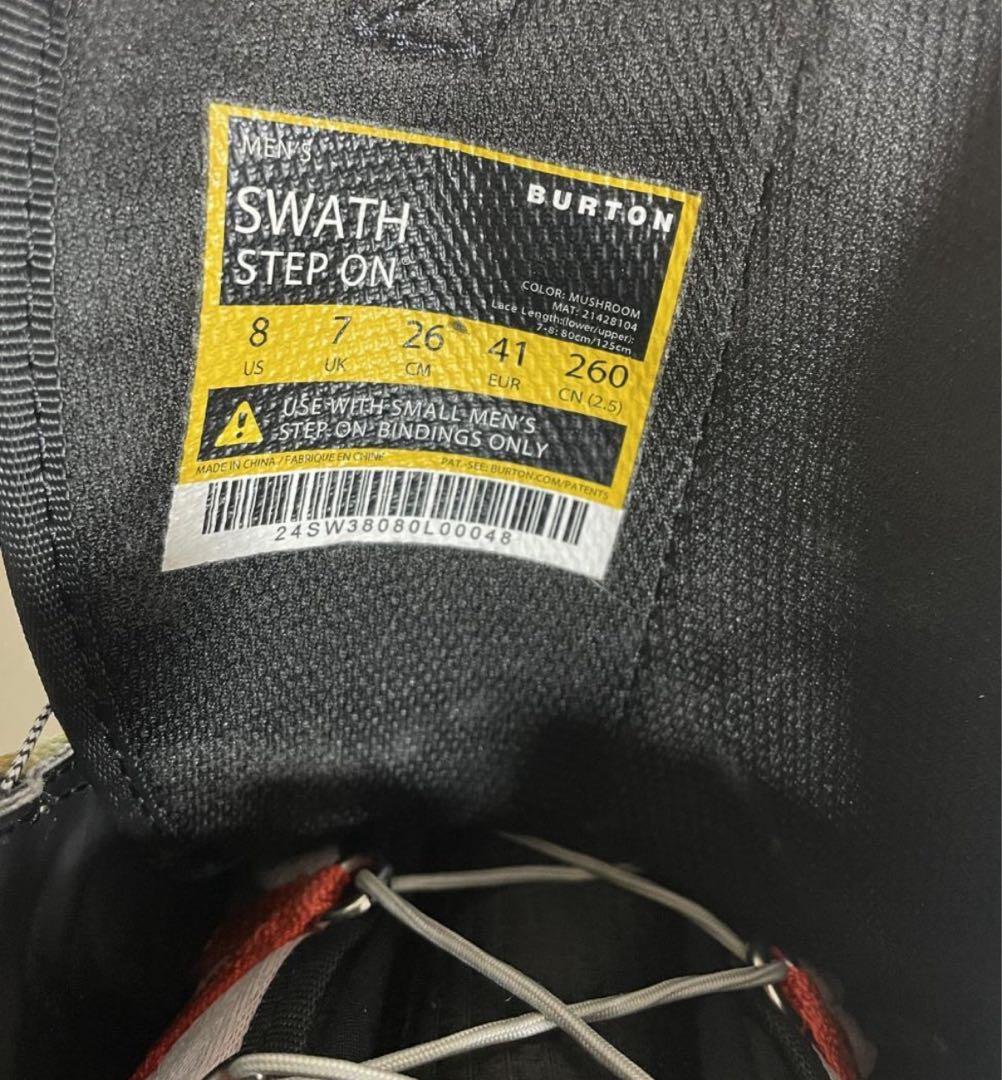 MEN'S
BURTON
SWATH
STEP ON®
COLOR: MUSHROOM
MAT: 21428104
Lace Length:(lower/upper):
7-8: 80cm/125cm
8 7 26 41 260
US UK CM EUR CN (2.5)
USE WITH SMALL MEN'S
STEP ON BINDINGS ONLY
MADE IN CHINA / FABRIQUE EN CHINE PAT.-SEE: BURTON.COM/PATENTS
24SW38080L00048